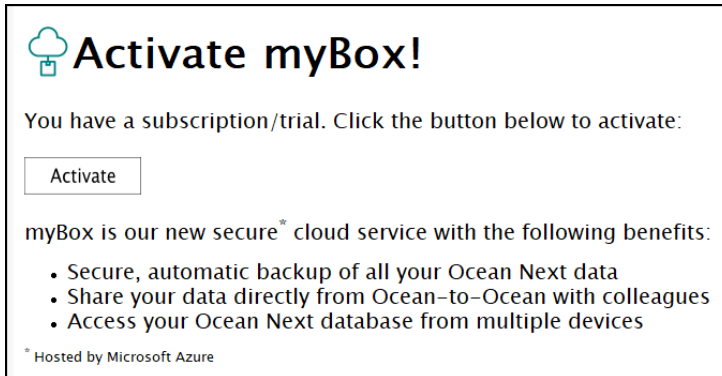 Activate myBox!
You have a subscription/trial. Click the button below to activate:
Activate
myBox is our new secure* cloud service with the following benefits:
• Secure, automatic backup of all your Ocean Next data
• Share your data directly from Ocean-to-Ocean with colleagues
• Access your Ocean Next database from multiple devices
* Hosted by Microsoft Azure